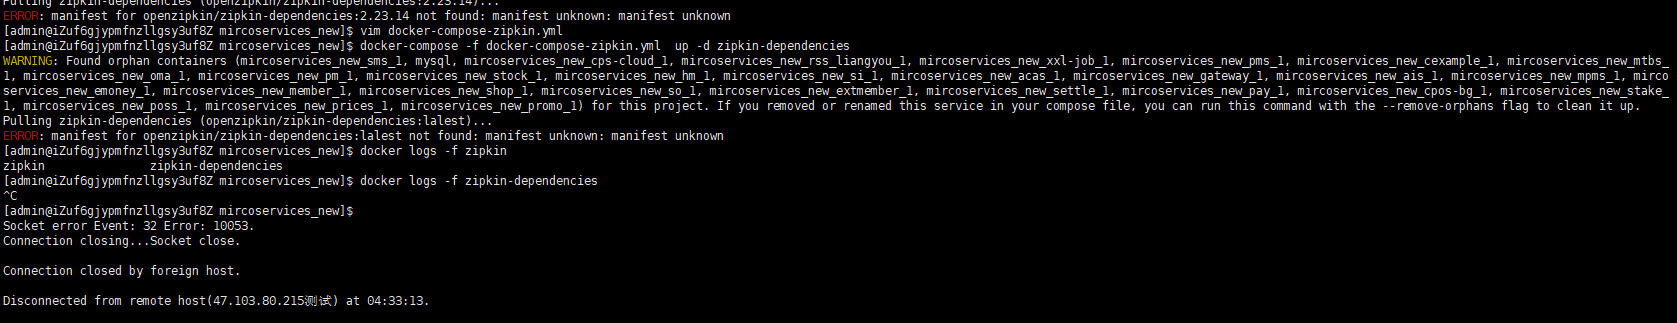 Pulling zipkin-dependencies (openzipkin/zipkin-dependencies:2.23.14)...
ERROR: manifest for openzipkin/zipkin-dependencies:2.23.14 not found: manifest unknown: manifest unknown
[admin@iZuf6gjypmfnzllgsy3uf8Z mircoservices_new]$ vim docker-compose-zipkin.yml
[admin@iZuf6gjypmfnzllgsy3uf8Z mircoservices_new]$ docker-compose -f docker-compose-zipkin.yml  up -d zipkin-dependencies
WARNING: Found orphan containers (mircoservices_new_sms_1, mysql, mircoservices_new_cps-cloud_1, mircoservices_new_rss_liangyou_1, mircoservices_new_xxl-job_1, mircoservices_new_pms_1, mircoservices_new_cexample_1, mircoservices_new_mtbs_
1, mircoservices_new_oma_1, mircoservices_new_pm_1, mircoservices_new_stock_1, mircoservices_new_hm_1, mircoservices_new_si_1, mircoservices_new_acas_1, mircoservices_new_gateway_1, mircoservices_new_ais_1, mircoservices_new_mpms_1, mirco
services_new_emoney_1, mircoservices_new_member_1, mircoservices_new_shop_1, mircoservices_new_so_1, mircoservices_new_extmember_1, mircoservices_new_settle_1, mircoservices_new_pay_1, mircoservices_new_cpos-bg_1, mircoservices_new_stake_
1, mircoservices_new_poss_1, mircoservices_new_prices_1, mircoservices_new_promo_1) for this project. If you removed or renamed this service in your compose file, you can run this command with the --remove-orphans flag to clean it up.
Pulling zipkin-dependencies (openzipkin/zipkin-dependencies:lalest)...
ERROR: manifest for openzipkin/zipkin-dependencies:lalest not found: manifest unknown: manifest unknown
[admin@iZuf6gjypmfnzllgsy3uf8Z mircoservices_new]$ docker logs -f zipkin
zipkin               zipkin-dependencies
[admin@iZuf6gjypmfnzllgsy3uf8Z mircoservices_new]$ docker logs -f zipkin-dependencies
^C
[admin@iZuf6gjypmfnzllgsy3uf8Z mircoservices_new]$
Socket error Event: 32 Error: 10053.
Connection closing...Socket close.
Connection closed by foreign host.
Disconnected from remote host(47.103.80.215测试) at 04:33:13.